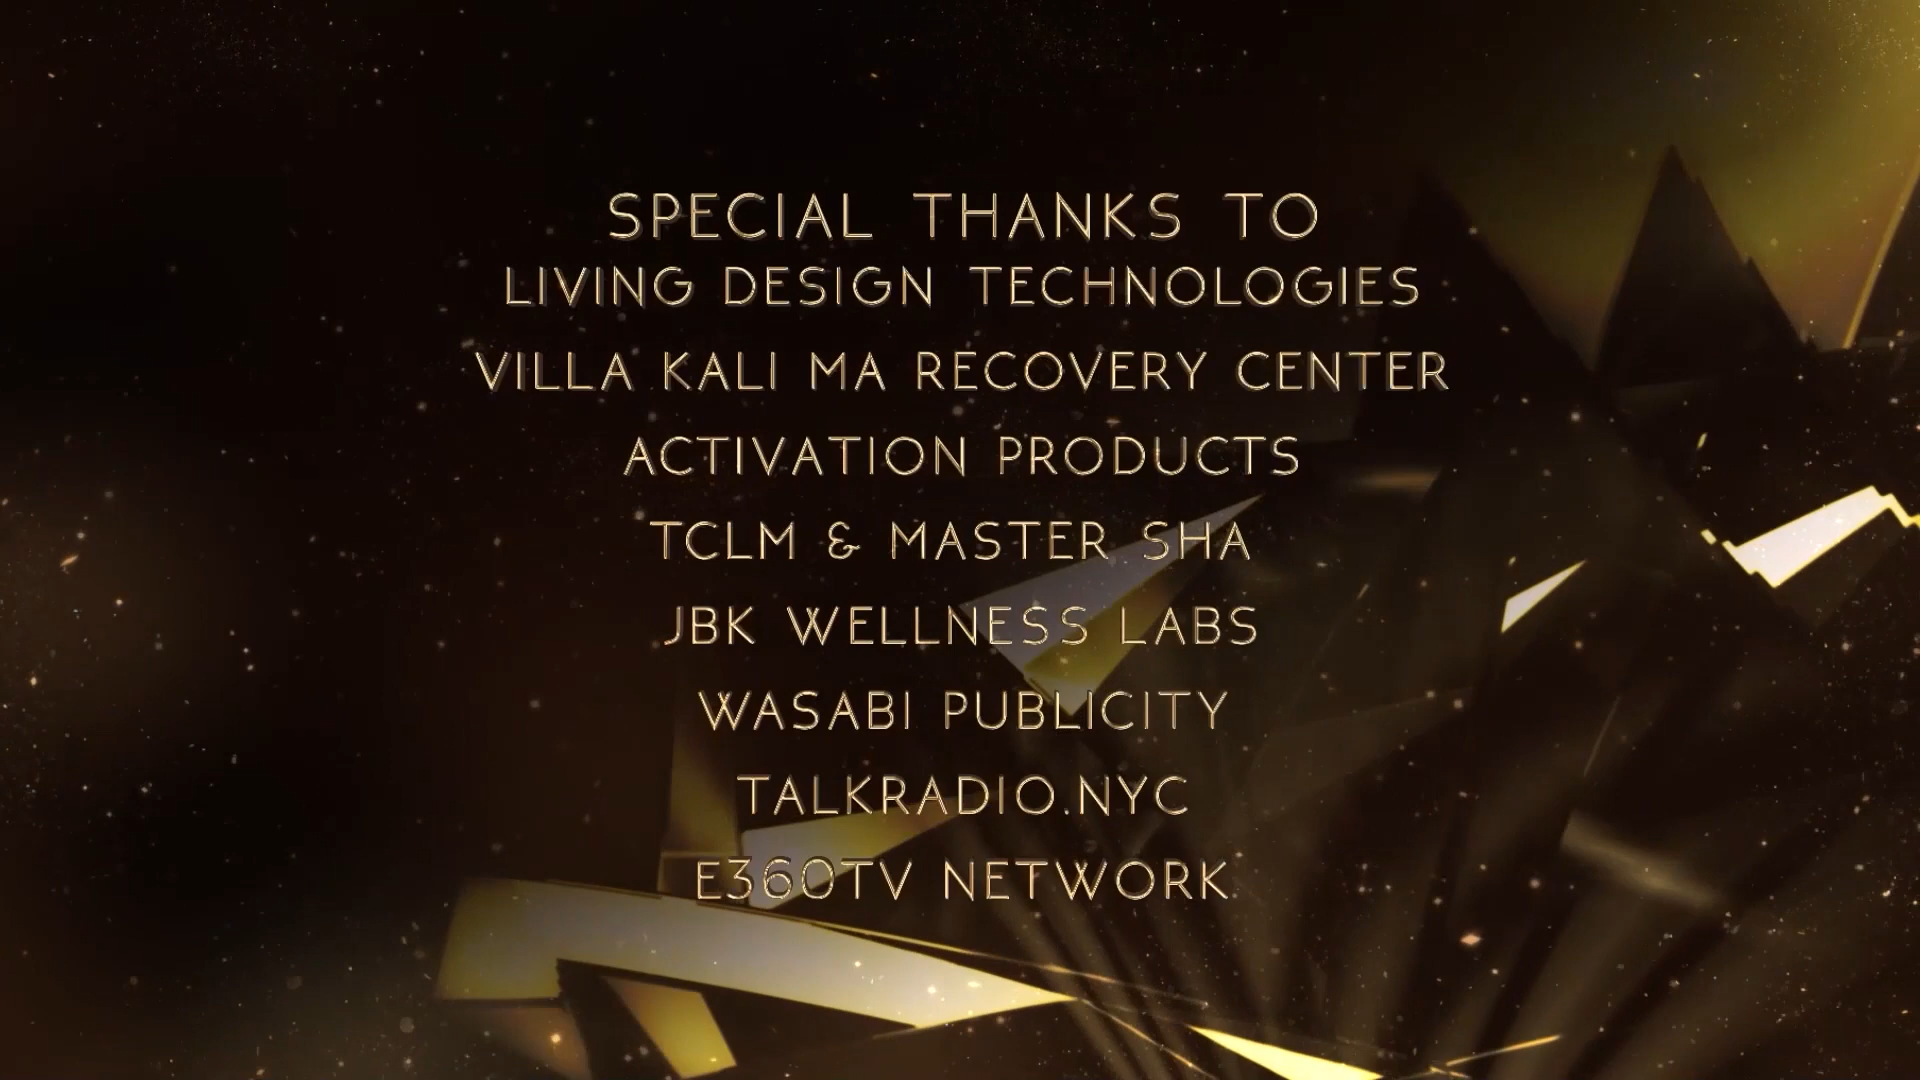 SPECIAL THANKS TO
LIVING DESIGN TECHNOLOGIES
VILLA KALI MA RECOVERY CENTER
ACTIVATION PRODUCTS
TCLM & MASTER SHA
JBK WELLNESS LABS
WASABI PUBLICITY
TALKRADIO.NYC
E360TV NETWORK